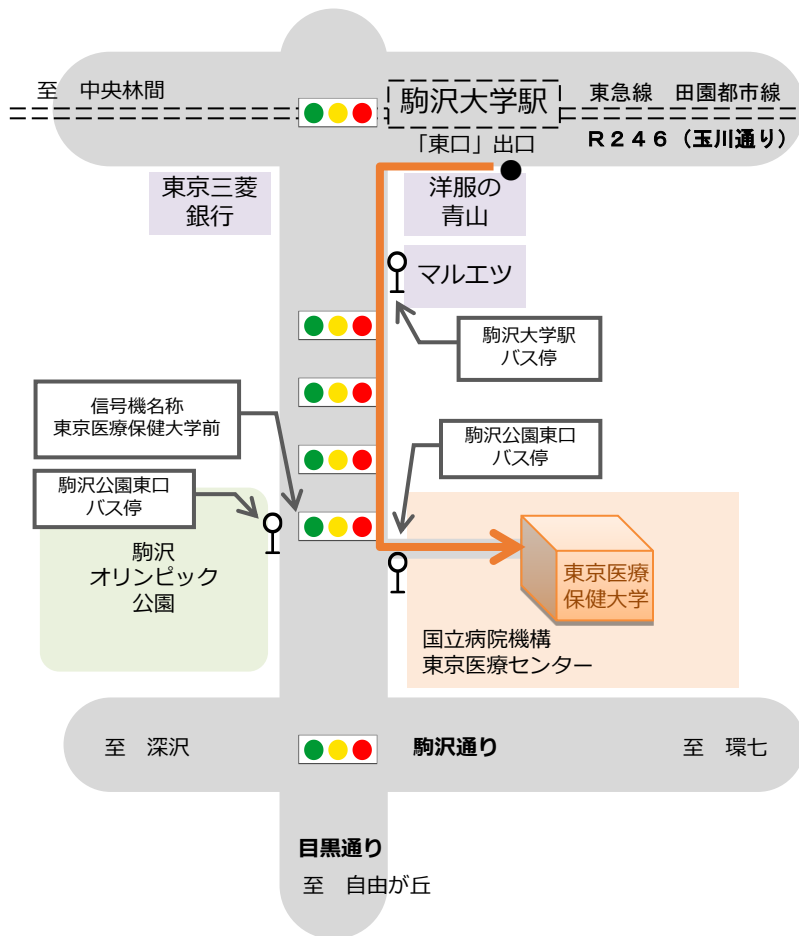 至　中央林間
駒沢大学駅
東急線　田園都市線
「東口」出口
R246（玉川通り）
東京三菱
銀行
洋服の
青山
マルエツ
駒沢大学駅
バス停
信号機名称
東京医療保健大学前
駒沢公園東口
バス停
駒沢公園東口
バス停
駒沢
オリンピック
公園
東京医療
保健大学
国立病院機構
東京医療センター
至　深沢
駒沢通り
至　環七
目黒通り
至　自由が丘